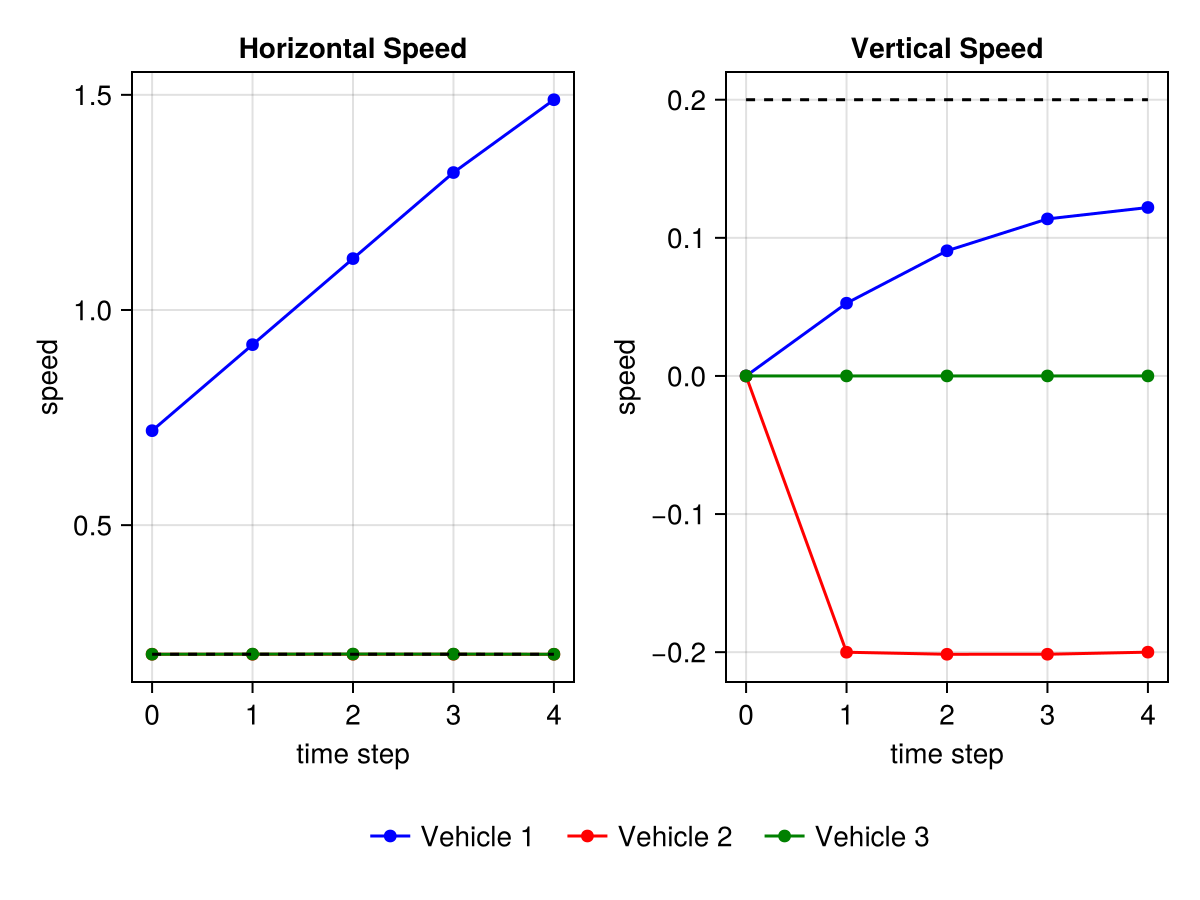 Horizontal Speed
1.5
1.0
0.5
speed
0 1 2 3 4
time step
Vertical Speed
0.2
0.1
0.0
−0.1
−0.2
speed
0 1 2 3 4
time step
Vehicle 1 Vehicle 2 Vehicle 3